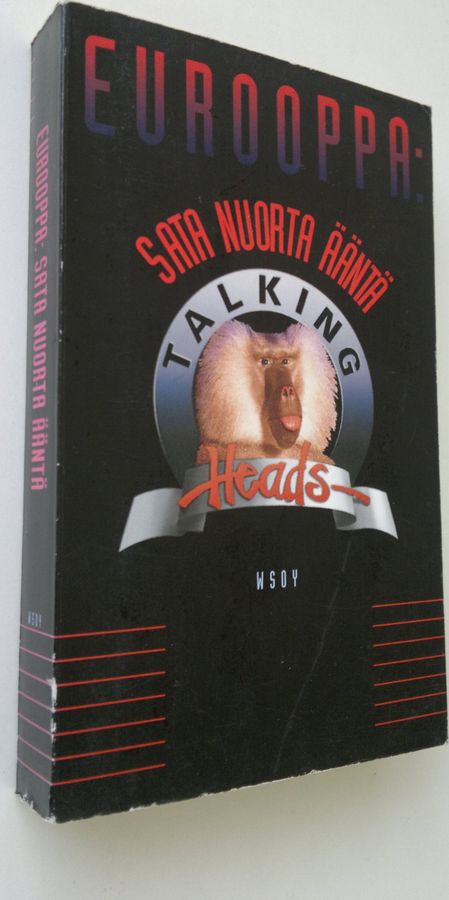 EUROOPPA:
SATA NUORTA ÄÄNTÄ
TALKING
Heads
WSOY
EUROOPPA: SATA NUORTA ÄÄNTÄ
WSOY